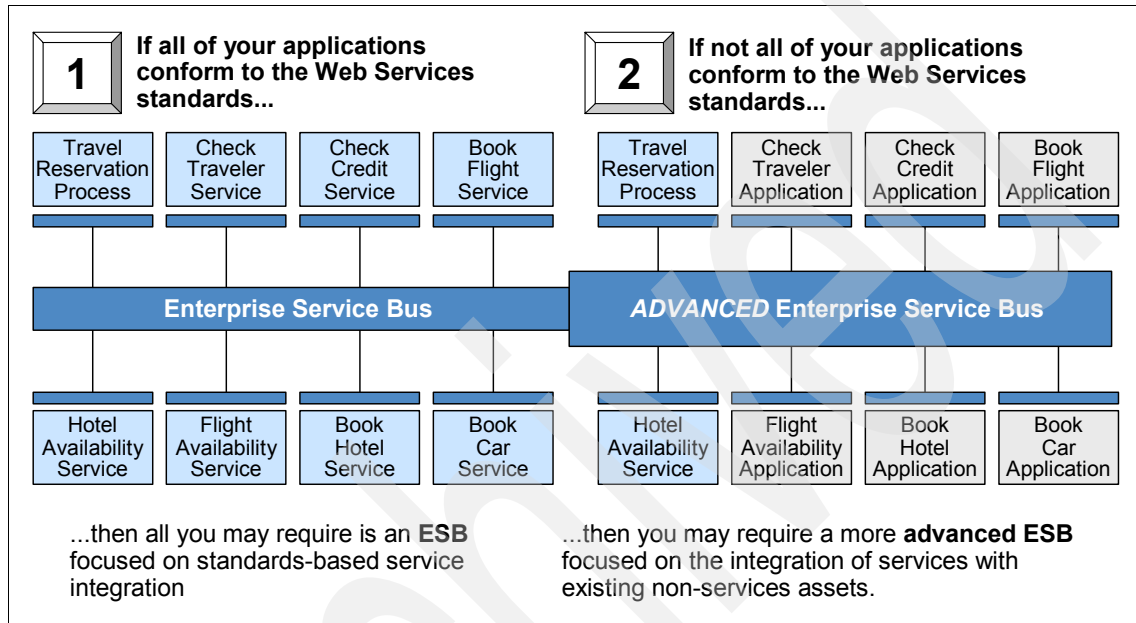 1
If all of your applications
conform to the Web Services
standards...
Travel
Reservation
Process
Check
Traveler
Service
Check
Credit
Service
Book
Flight
Service
Enterprise Service Bus
Hotel
Availability
Service
Flight
Availability
Service
Book
Hotel
Service
Book
Car
Service
...then all you may require is an ESB
focused on standards-based service
integration
2
If not all of your applications
conform to the Web Services
standards...
Travel
Reservation
Process
Check
Traveler
Application
Check
Credit
Application
Book
Flight
Application
ADVANCED Enterprise Service Bus
Hotel
Availability
Service
Flight
Availability
Application
Book
Hotel
Application
Book
Car
Application
...then you may require a more advanced ESB
focused on the integration of services with
existing non-services assets.